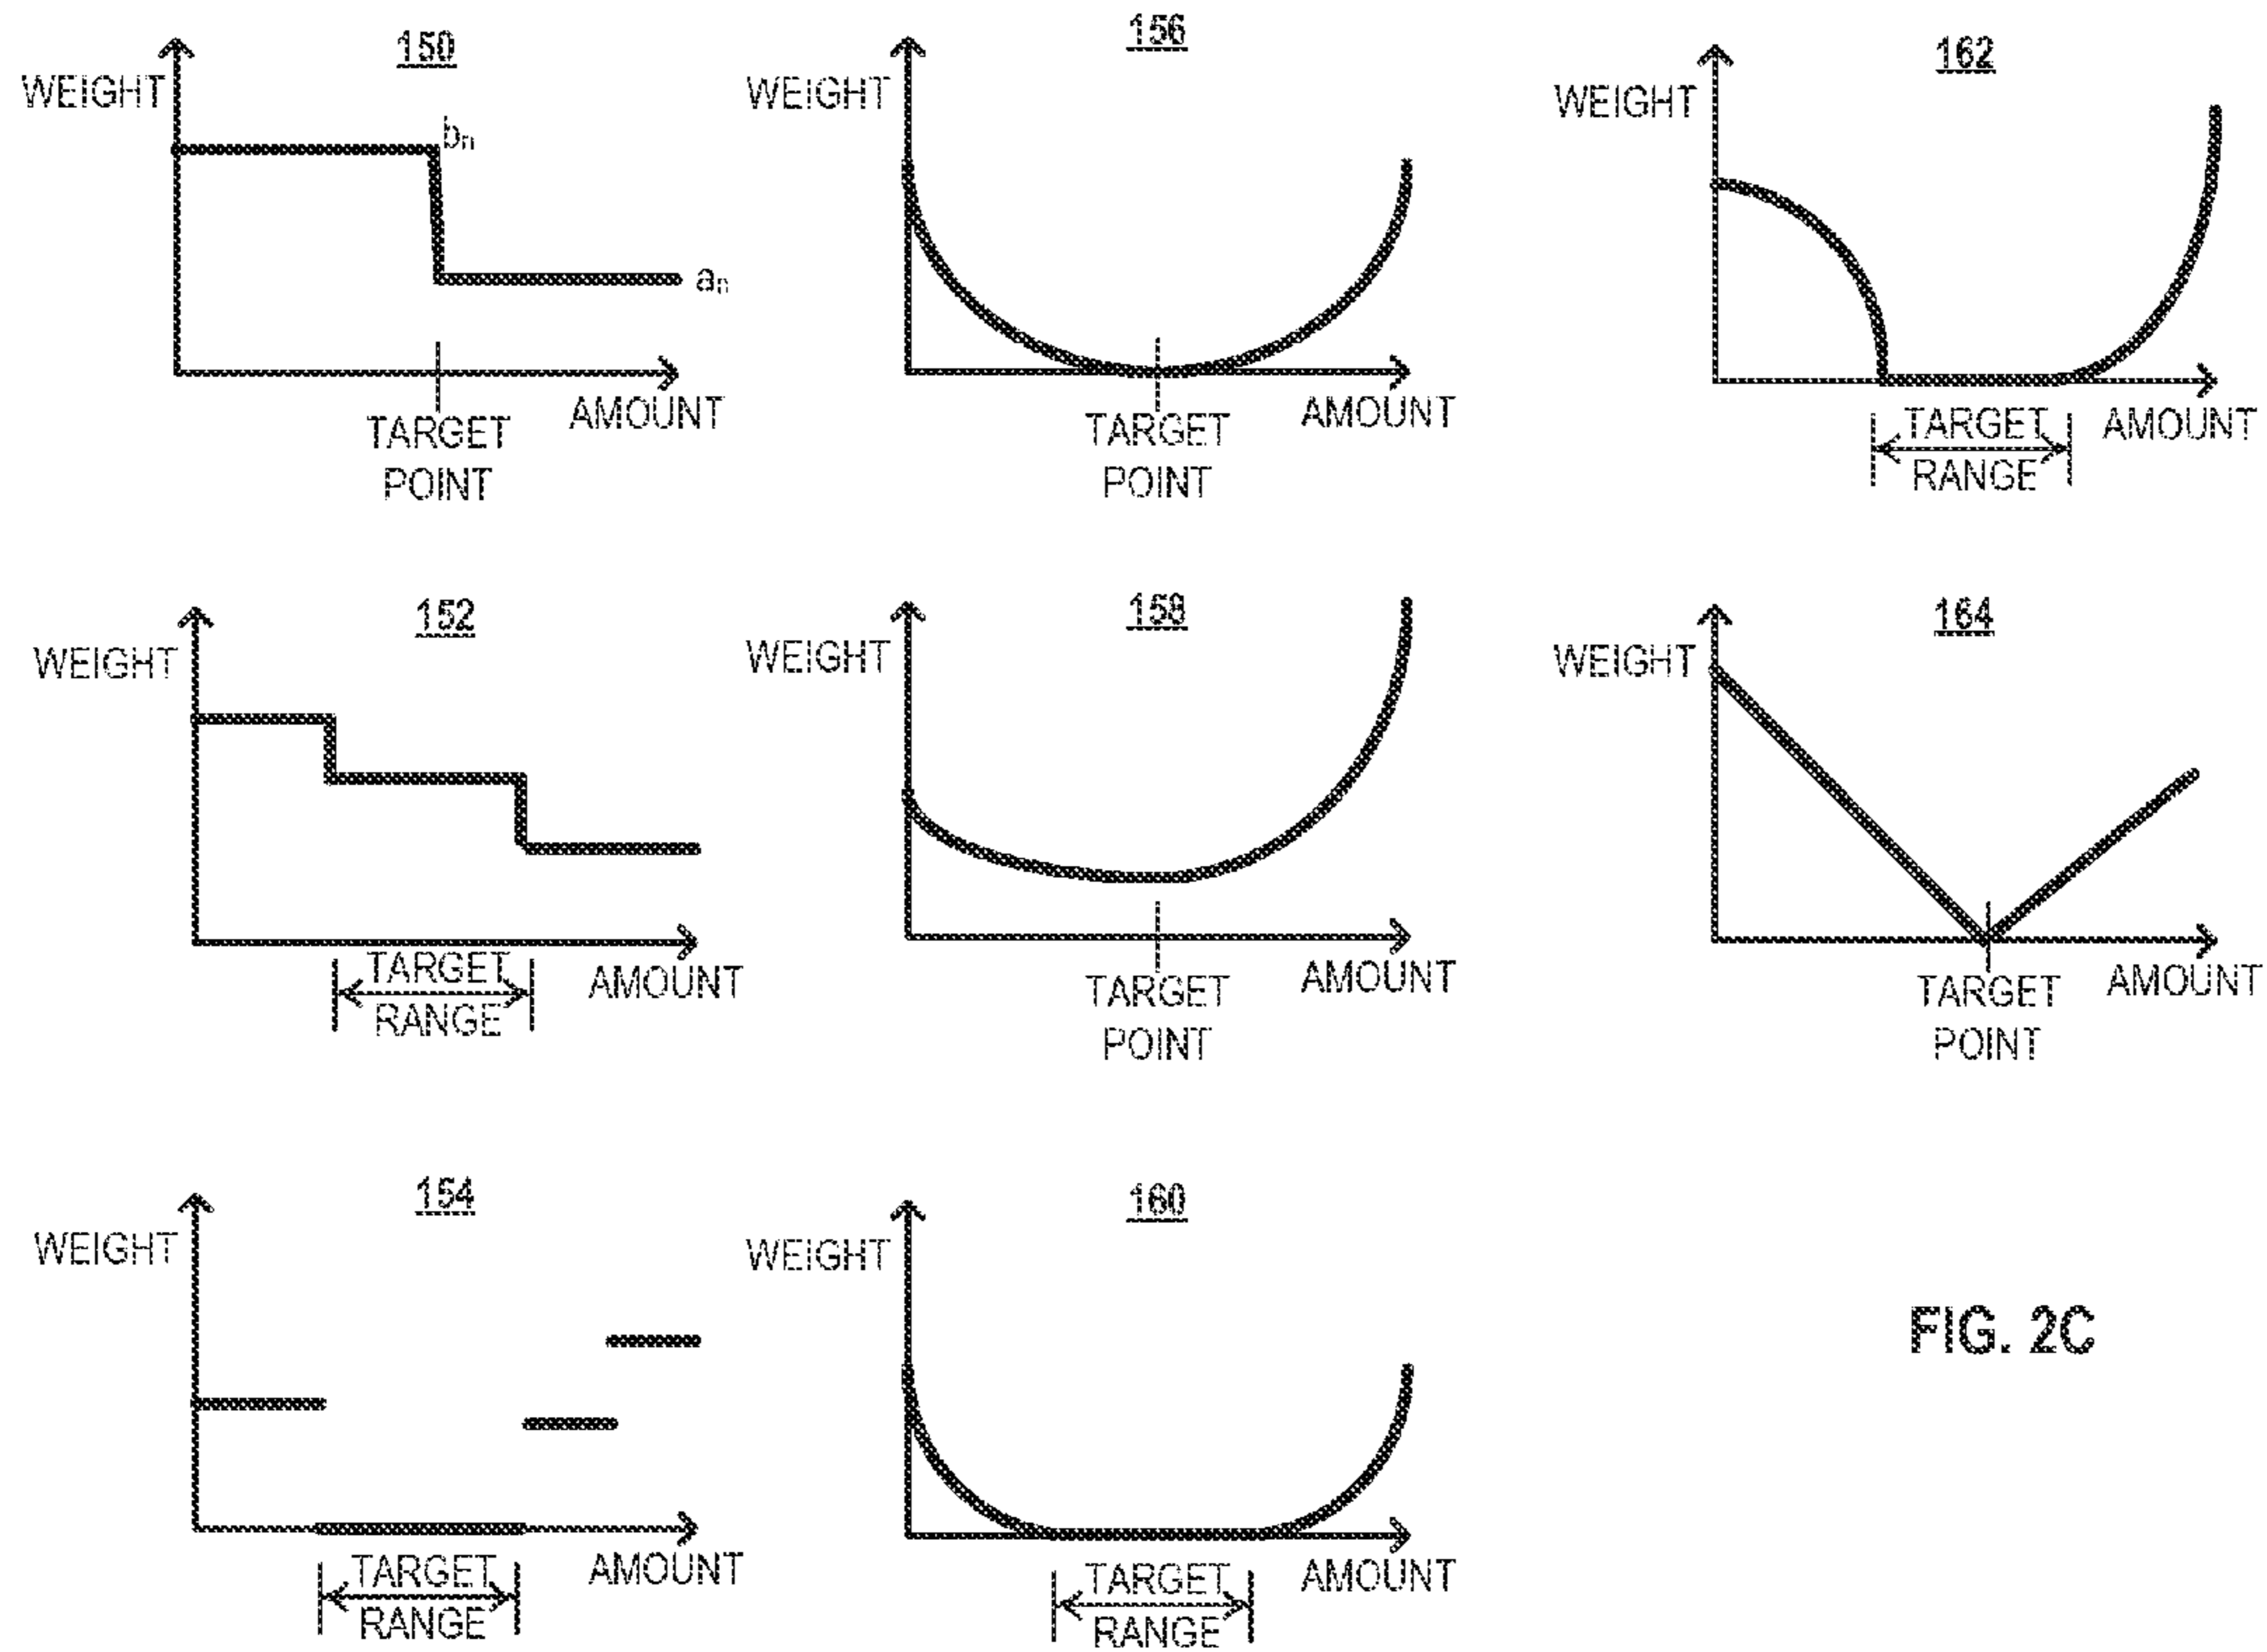 150
WEIGHT
bn
an
AMOUNT
TARGET
POINT
156
WEIGHT
AMOUNT
TARGET
POINT
162
WEIGHT
AMOUNT
TARGET
RANGE
152
WEIGHT
AMOUNT
TARGET
RANGE
158
WEIGHT
AMOUNT
TARGET
POINT
164
WEIGHT
AMOUNT
TARGET
POINT
154
WEIGHT
AMOUNT
TARGET
RANGE
160
WEIGHT
AMOUNT
TARGET
RANGE
FIG. 2C